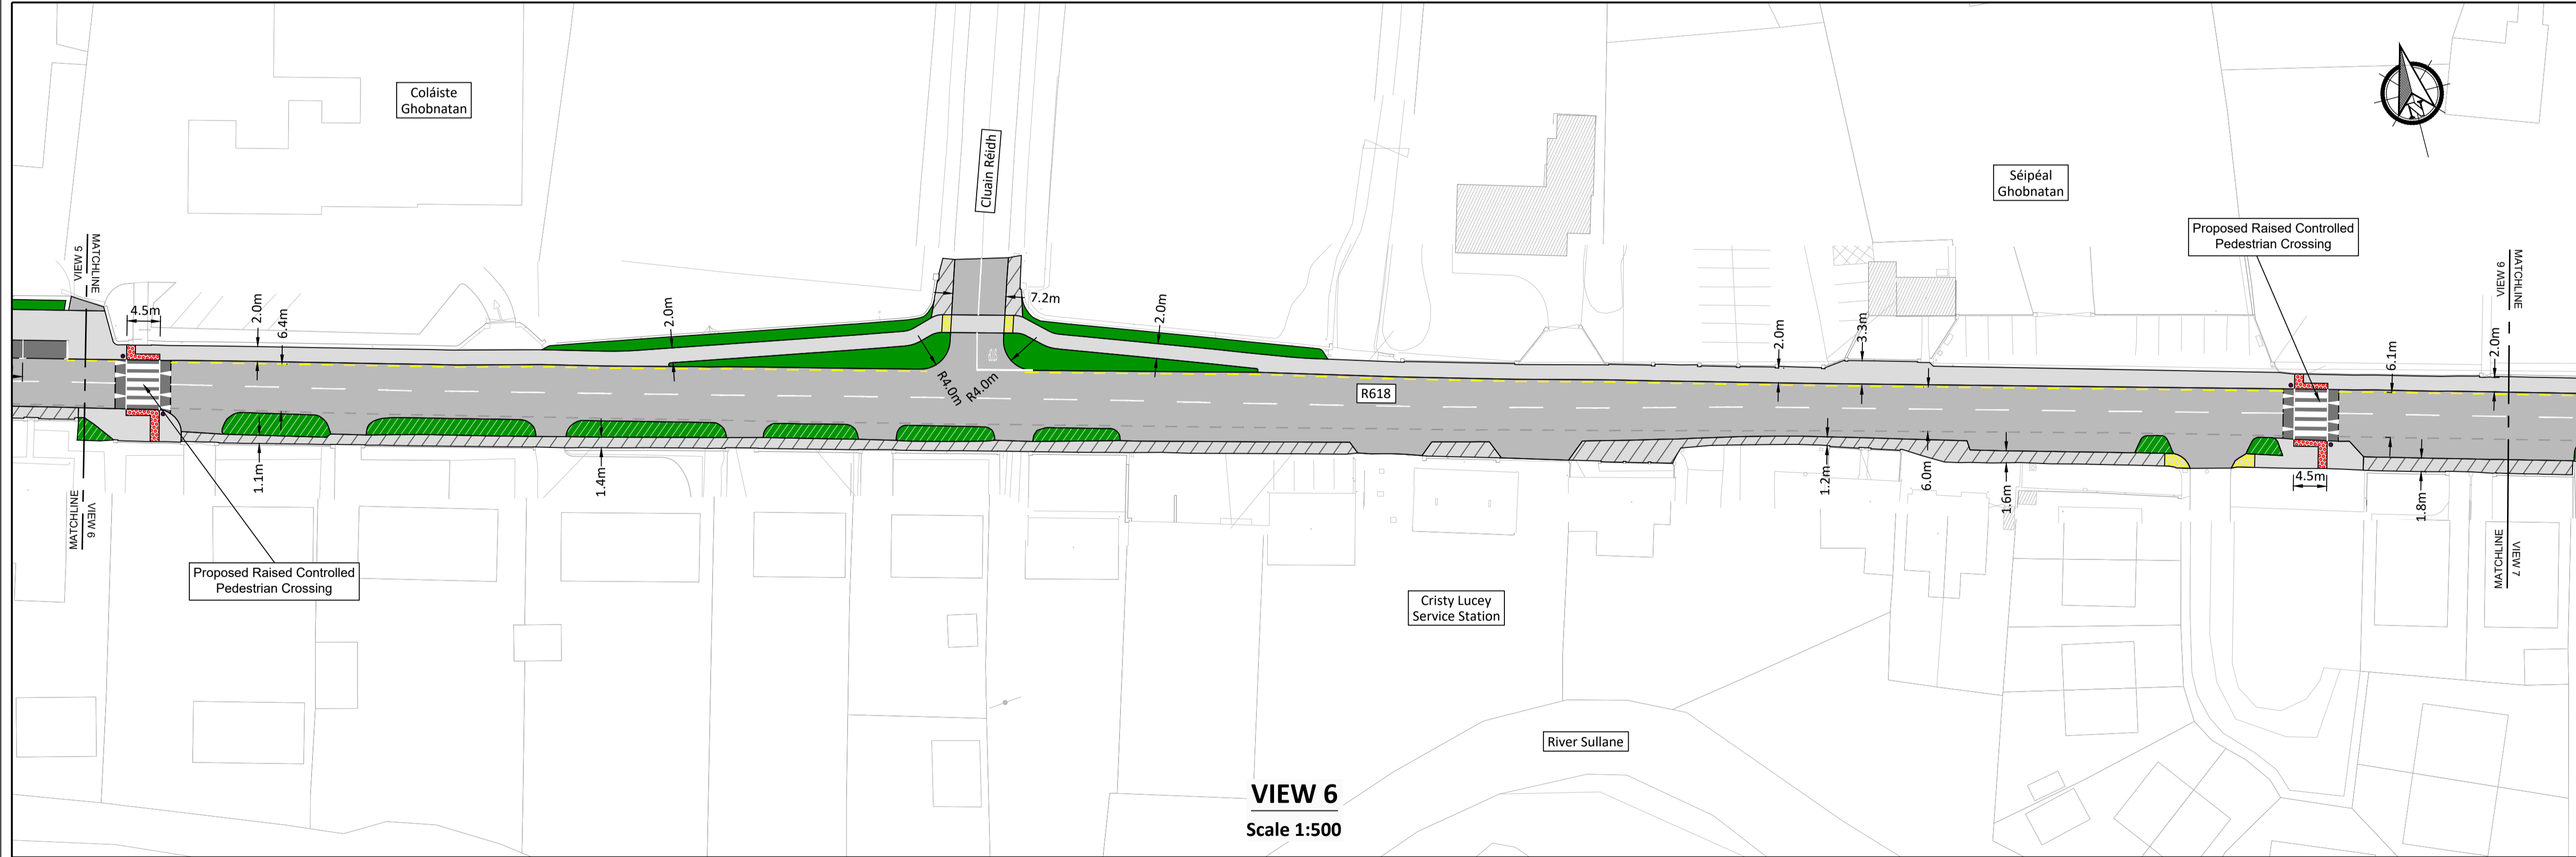 Coláiste
Ghobnatan
Cluain Réidh
Séipéal
Ghobnatan
Proposed Raised Controlled
Pedestrian Crossing
VIEW 5
MATCHLINE
VIEW 6
MATCHLINE
4.5m
2.0m
6.4m
2.0m
7.2m
2.0m
R4.0m
R4.0m
R618
2.0m
3.3m
6.1m
2.0m
1.1m
1.4m
1.2m
6.0m
1.6m
4.5m
1.8m
MATCHLINE
VIEW 6
MATCHLINE
VIEW 7
Proposed Raised Controlled
Pedestrian Crossing
Cristy Lucey
Service Station
River Sullane
VIEW 6
Scale 1:500